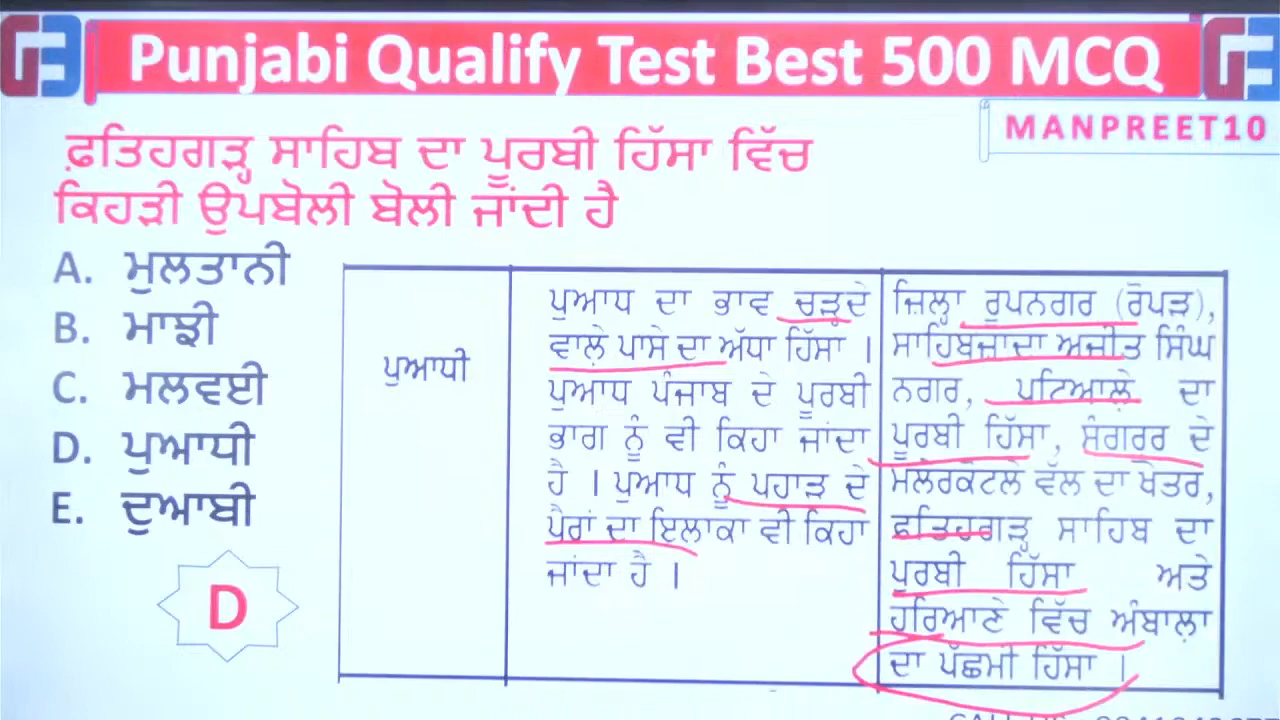 Punjabi Qualify Test Best 500 MCQ
MANPREET10
ਫ਼ਤਿਹਗੜ੍ਹ ਸਾਹਿਬ ਦਾ ਪੂਰਬੀ ਹਿੱਸਾ ਵਿੱਚ
ਕਿਹੜੀ ਉਪਬੋਲੀ ਬੋਲੀ ਜਾਂਦੀ ਹੈ
A. ਮੁਲਤਾਨੀ
B. ਮਾਝੀ
C. ਮਲਵਈ
D. ਪੁਆਧੀ
E. ਦੁਆਬੀ
D
ਪੁਆਧੀ
ਪੁਆਧ ਦਾ ਭਾਵ ਚੜ੍ਹਦੇ
ਵਾਲ਼ੇ ਪਾਸੇ ਦਾ ਅੱਧਾ ਹਿੱਸਾ ।
ਪੁਆਧ ਪੰਜਾਬ ਦੇ ਪੂਰਬੀ
ਭਾਗ ਨੂੰ ਵੀ ਕਿਹਾ ਜਾਂਦਾ
ਹੈ । ਪੁਆਧ ਨੂੰ ਪਹਾੜ ਦੇ
ਪੈਰਾਂ ਦਾ ਇਲਾਕਾ ਵੀ ਕਿਹਾ
ਜਾਂਦਾ ਹੈ ।
ਜ਼ਿਲ੍ਹਾ ਰੂਪਨਗਰ (ਰੋਪੜ),
ਸਾਹਿਬਜ਼ਾਦਾ ਅਜੀਤ ਸਿੰਘ
ਨਗਰ, ਪਟਿਆਲ਼ੇ ਦਾ
ਪੂਰਬੀ ਹਿੱਸਾ, ਸੰਗਰਰ ਦੇ
ਮਲੇਰਕੋਟਲੇ ਵੱਲ ਦਾ ਖੇਤਰ,
ਫ਼ਤਿਹਗੜ੍ਹ ਸਾਹਿਬ ਦਾ
ਪੂਰਬੀ ਹਿੱਸਾ ਅਤੇ
ਹਰਿਆਣੇ ਵਿੱਚ ਅੰਬਾਲ਼ਾ
ਦਾ ਪੱਛਮੀ ਹਿੱਸਾ ।